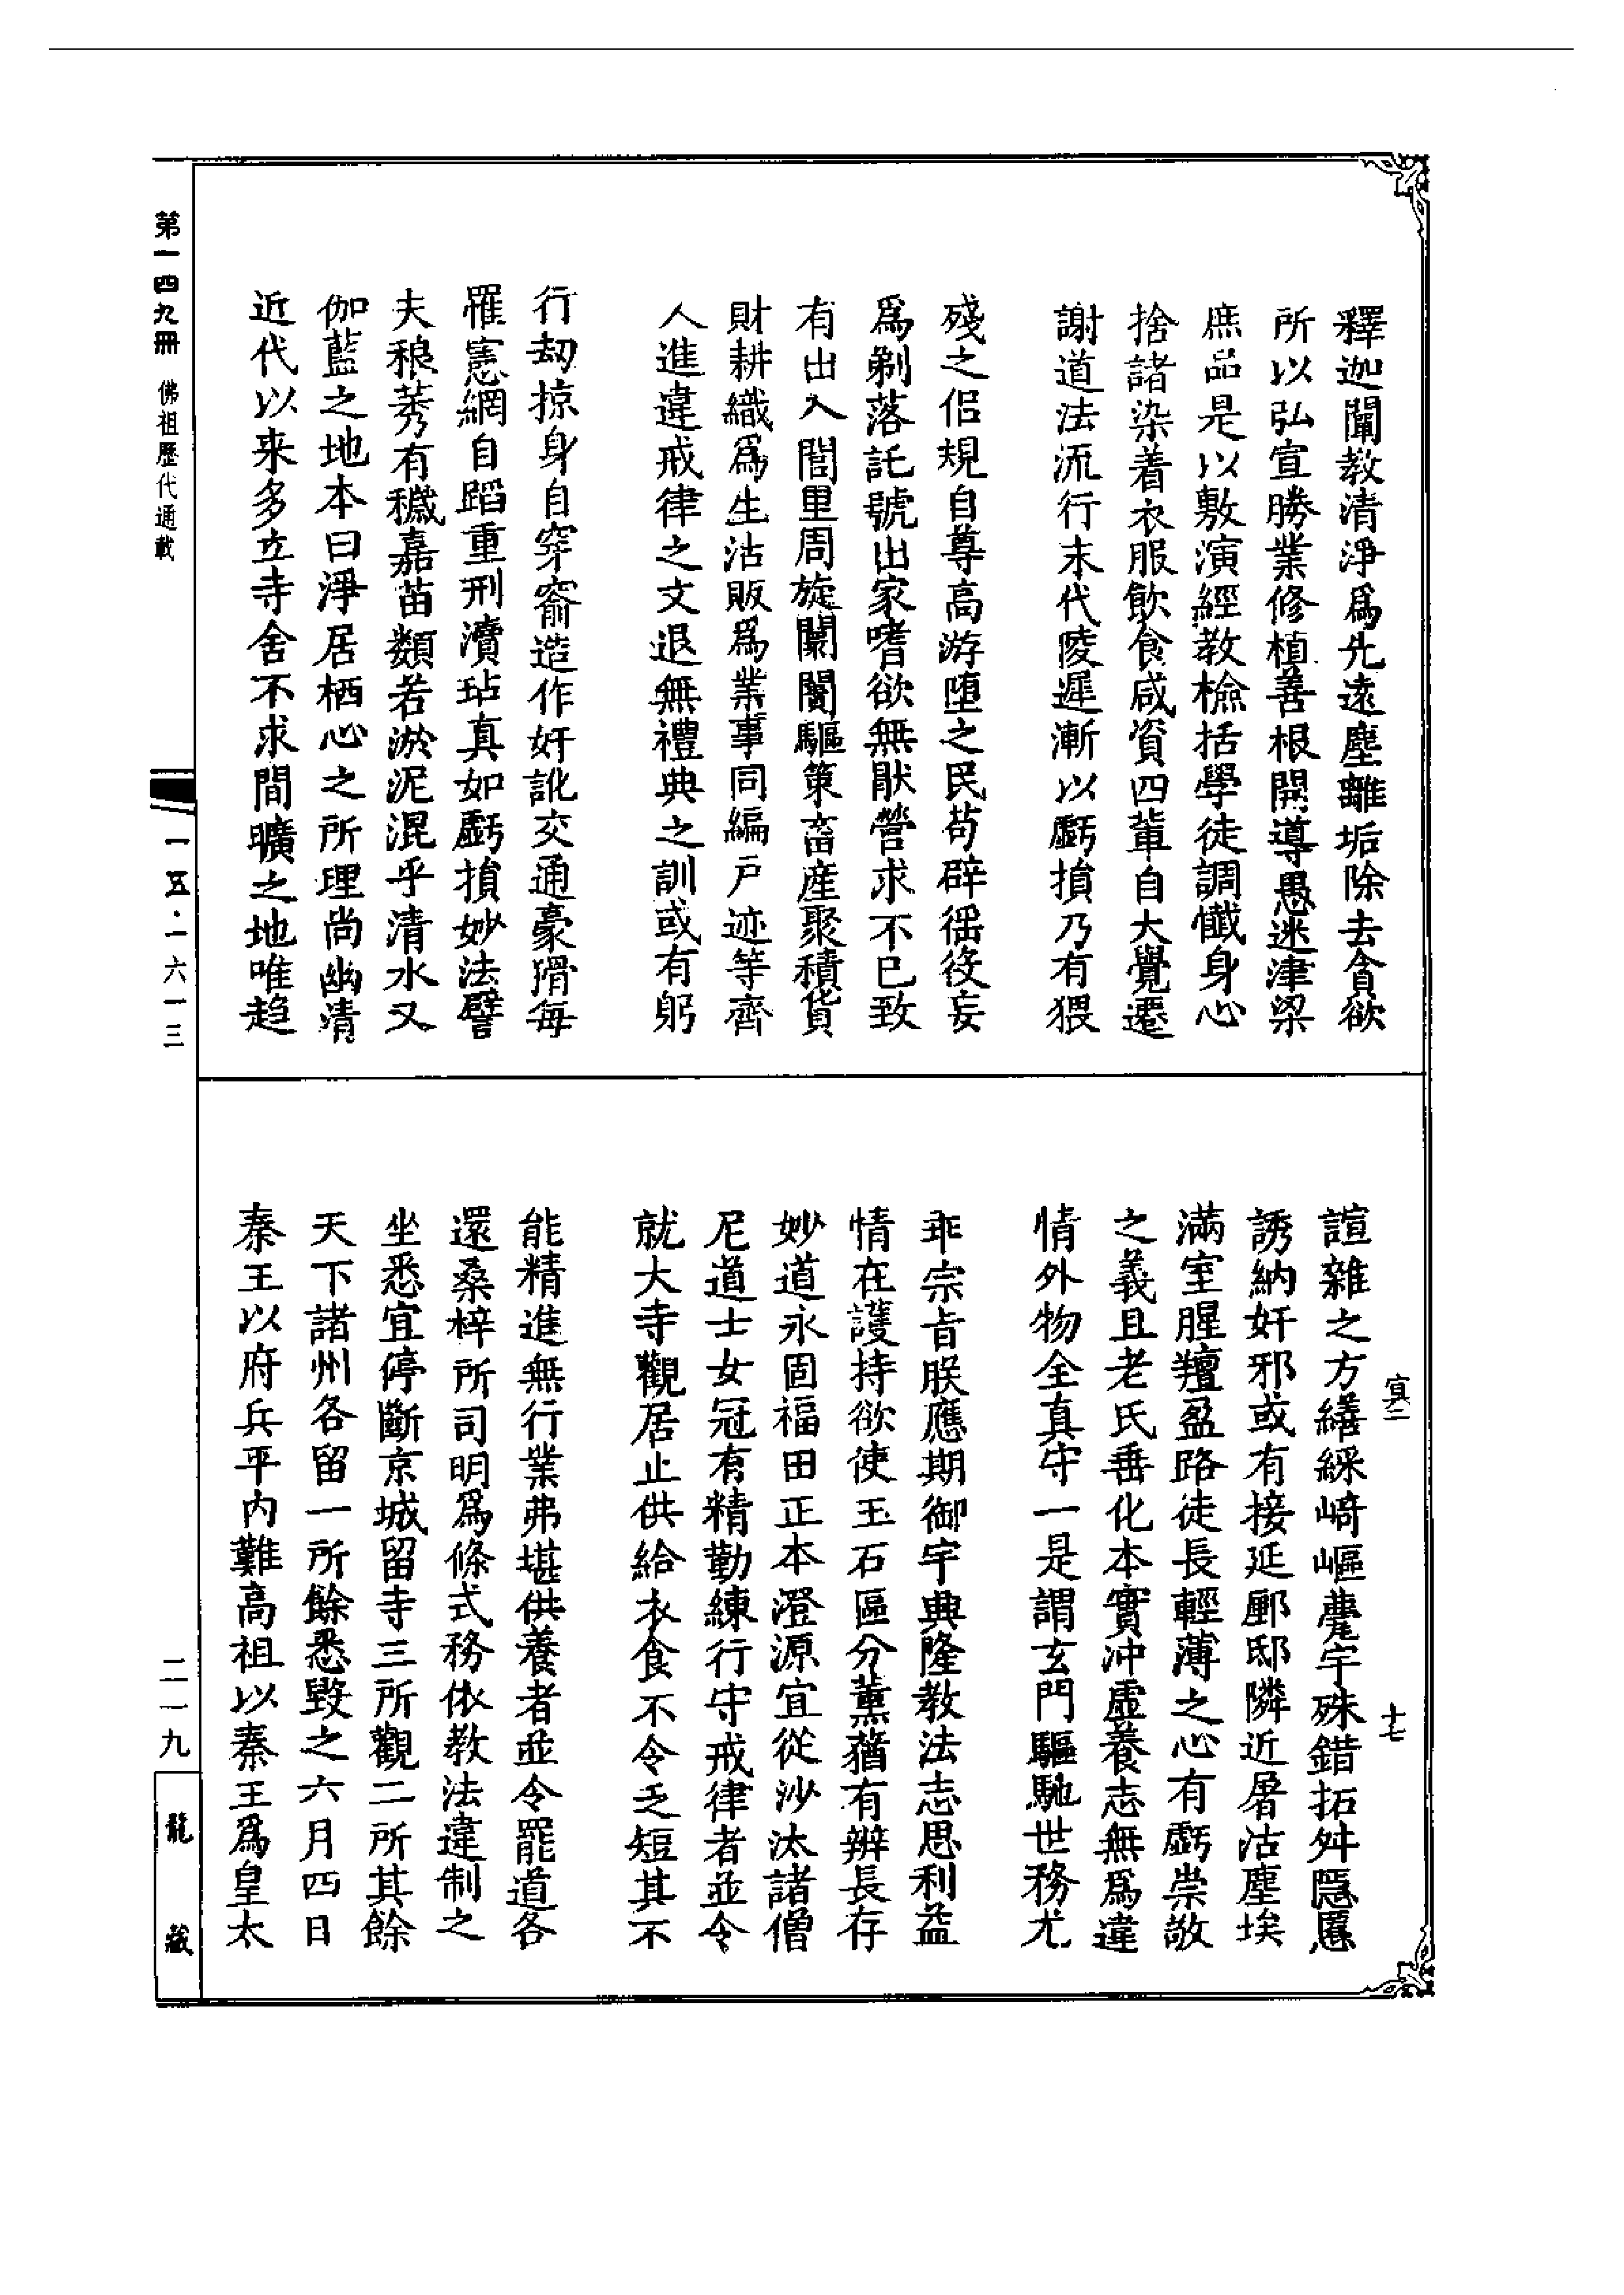 釋迦闡教清淨爲先遠塵離垢除去貪欲
所以弘宣勝業修植善根開導愚迷津梁
庶品是以敷演經教檢括學徒調懺身心
捨諸染着衣服飲食咸資四輩自大覺遷
謝道法流行末代陵遲漸以虧損乃有猥
殘之侶規自尊高游堕之民苟辟徭役妄
爲剃落託號出家嗜欲無猒營求不已致
有出入閭里周旋闤闠驅策畜產聚積貨
財耕織爲生沽販爲業事同編戶迹等齊
人進違戒律之文退無禮典之訓或有躬
行劫掠身自穿窬造作奸訛交通豪猾每
罹憲網自蹈重刑瀆玷真如虧損妙法譬
夫稂莠有穢嘉苗類若淤泥混乎清水又
伽藍之地本曰淨居栖心之所理尚幽清
近代以来多立寺舍不求閒曠之地唯趋
諠雜之方繕綵崎嶇薨宇殊錯拓舛隱慝
誘納奸邪或有接延郵邸隣近屠沽塵埃
滿室腥羶盈路徒長輕薄之心有虧崇敬
之義且老氏垂化本實冲虛養志無爲違
情外物全真守一是謂玄門驅馳世務尤
乖宗旨朕應期御宇典隆教法志思利益
情在護持欲使玉石區分薰蕕有辨長存
妙道永固福田正本澄源宜從沙汰諸僧
尼道士女冠有精勤練行守戒律者並令
就大寺觀居止供給衣食不令乏短其不
能精進無行業弗堪供養者並令罷道各
還桑梓所司明爲條式務依教法違制之
坐悉宜停斷京城留寺三所觀二所其餘
天下諸州各留一所餘悉毀之六月四日
秦王以府兵平内難高祖以秦王爲皇太
寘二
十七
第一四九冊 佛祖歷代通載
一五·一六一三
二一九
龍藏